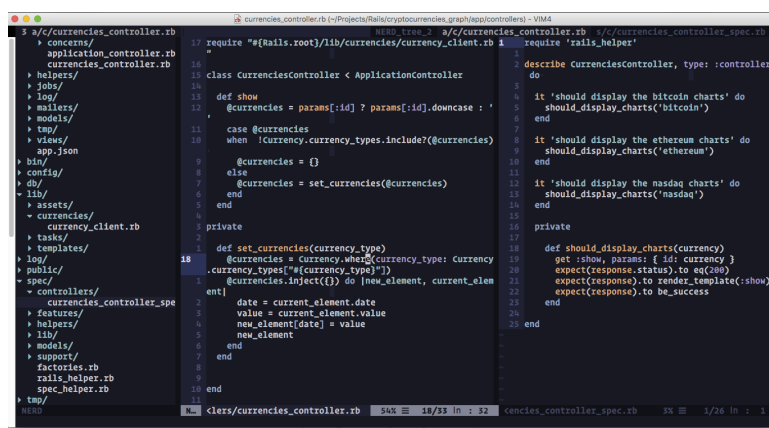 currencies_controller.rb (~/Projects/Rails/cryptocurrencies_graph/app/controllers) - VIM4
3 a/c/currencies_controller.rb
NERD_tree_2 a/c/currencies_controller.rb s/c/currencies_controller_spec.rb
▸ concerns/
application_controller.rb
currencies_controller.rb
▸ helpers/
▸ jobs/
▸ log/
▸ mailers/
▸ models/
▸ tmp/
▸ views/
app.json
▸ bin/
▸ config/
▸ db/
▾ lib/
▸ assets/
▾ currencies/
currency_client.rb
▸ tasks/
▸ templates/
▸ log/
▸ public/
▾ spec/
▾ controllers/
currencies_controller_spe
▸ features/
▸ helpers/
▸ lib/
▸ models/
▸ support/
factories.rb
rails_helper.rb
spec_helper.rb
▸ tmp/
NERD
17 require "#{Rails.root}/lib/currencies/currency_client.rb
"
16
15 class CurrenciesController < ApplicationController
14
13 def show
12 @currencies = params[:id] ? params[:id].downcase : '
'
11 case @currencies
10 when !Currency.currency_types.include?(@currencies)
9 @currencies = {}
8 else
7 @currencies = set_currencies(@currencies)
6 end
5 end
4
3 private
2
1 def set_currencies(currency_type)
18 @currencies = Currency.where(currency_type: Currency
.currency_types["#{currency_type}"])
1 @currencies.inject({}) do |new_element, current_elem
ent|
2 date = current_element.date
3 value = current_element.value
4 new_element[date] = value
5 new_element
6 end
7 end
8
9
10 end
11
N… <lers/currencies_controller.rb 54% ☰ 18/33 ln : 32
1 require 'rails_helper'
1
2 describe CurrenciesController, type: :controller
do
3
4 it 'should display the bitcoin charts' do
5 should_display_charts('bitcoin')
6 end
7
8 it 'should display the ethereum charts' do
9 should_display_charts('ethereum')
10 end
11
12 it 'should display the nasdaq charts' do
13 should_display_charts('nasdaq')
14 end
15
16 private
17
18 def should_display_charts(currency)
19 get :show, params: { id: currency }
20 expect(response.status).to eq(200)
21 expect(response).to render_template(:show)
22 expect(response).to be_success
23 end
24
25 end
~
~
~
~
~
~
<encies_controller_spec.rb 3% ☰ 1/26 ln : 1